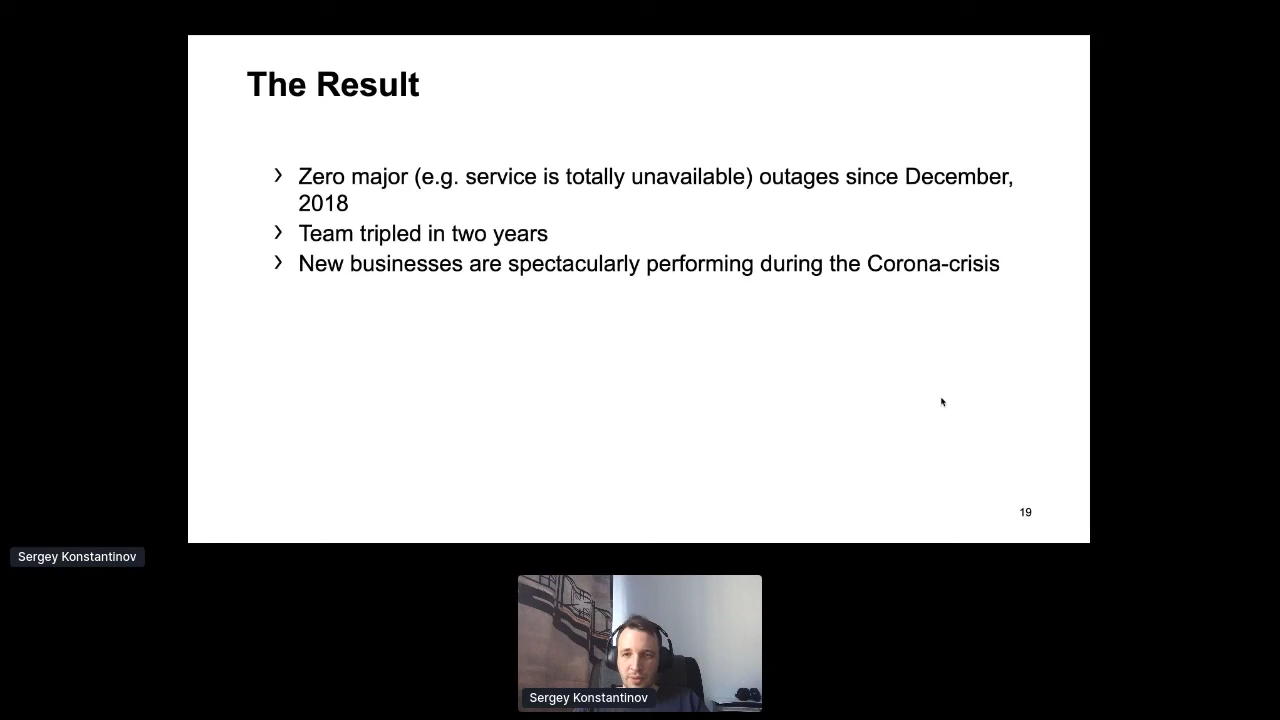 The Result
› Zero major (e.g. service is totally unavailable) outages since December,
2018
› Team tripled in two years
› New businesses are spectacularly performing during the Corona-crisis
19
Sergey Konstantinov
Sergey Konstantinov